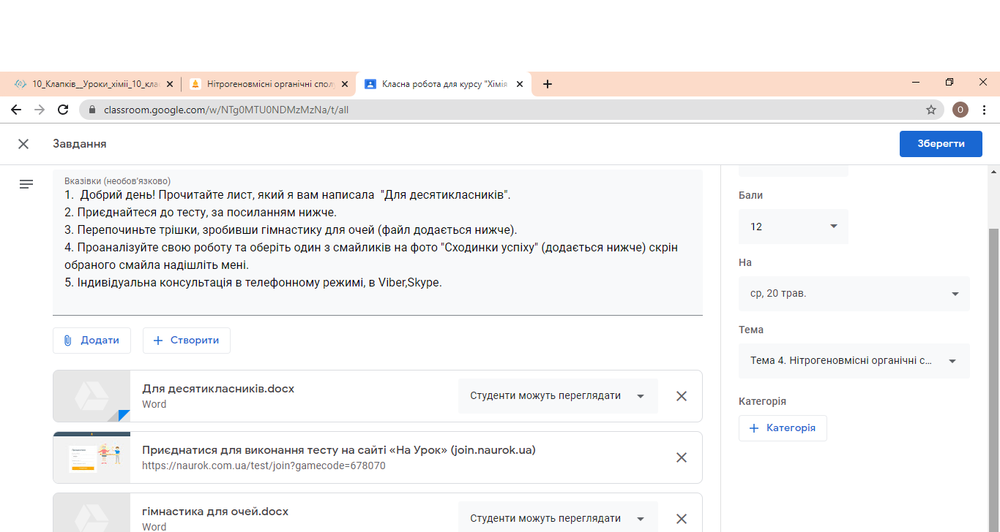 10_Клапків__Уроки_хімії_10_кла
Нітрогеновмісні органічні спол
Класна робота для курсу "Хімія
classroom.google.com/w/NTg0MTU0NDMzMzNa/t/all
О
Завдання
Зберегти
Вказівки (необов'язково)
1.  Добрий день! Прочитайте лист, який я вам написала  "Для десятикласників".
2. Приєднайтеся до тесту, за посиланням нижче.
3. Перепочиньте трішки, зробивши гімнастику для очей (файл додається нижче).
4. Проаналізуйте свою роботу та оберіть один з смайликів на фото "Сходинки успіху" (додається нижче) скрін
обраного смайла надішліть мені.
5. Індивідуальна консультація в телефонному режимі, в Viber,Skype.
Додати
Створити
Для десятикласників.docx
Word
Студенти можуть переглядати
Приєднатися для виконання тесту на сайті «На Урок» (join.naurok.ua)
https://naurok.com.ua/test/join?gamecode=678070
гімнастика для очей.docx
Word
Студенти можуть переглядати
Бали
12
На
ср, 20 трав.
Тема
Тема 4. Нітрогеновмісні органічні с...
Категорія
Категорія